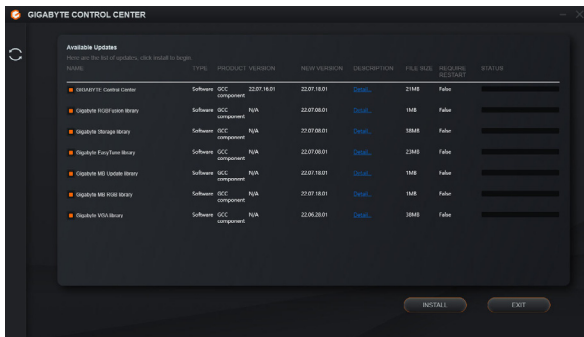 GIGABYTE CONTROL CENTER
Available Updates
Here are the list of updates, click install to begin.
NAME TYPE PRODUCT VERSION NEW VERSION DESCRIPTION FILE SIZE REQUIRE RESTART STATUS
GIGABYTE Control Center Software GCC component 22.07.16.01 22.07.18.01 Detail... 21MB False
Gigabyte RGBFusion library Software GCC component N/A 22.07.08.01 Detail... 1MB False
Gigabyte Storage library Software GCC component N/A 22.07.08.01 Detail... 38MB False
Gigabyte EasyTune library Software GCC component N/A 22.07.08.01 Detail... 23MB False
Gigabyte MB Update library Software GCC component N/A 22.07.18.01 Detail... 1MB False
Gigabyte MB RGB library Software GCC component N/A 22.07.18.01 Detail... 1MB False
Gigabyte VGA library Software GCC component N/A 22.06.28.01 Detail... 38MB False
INSTALL EXIT